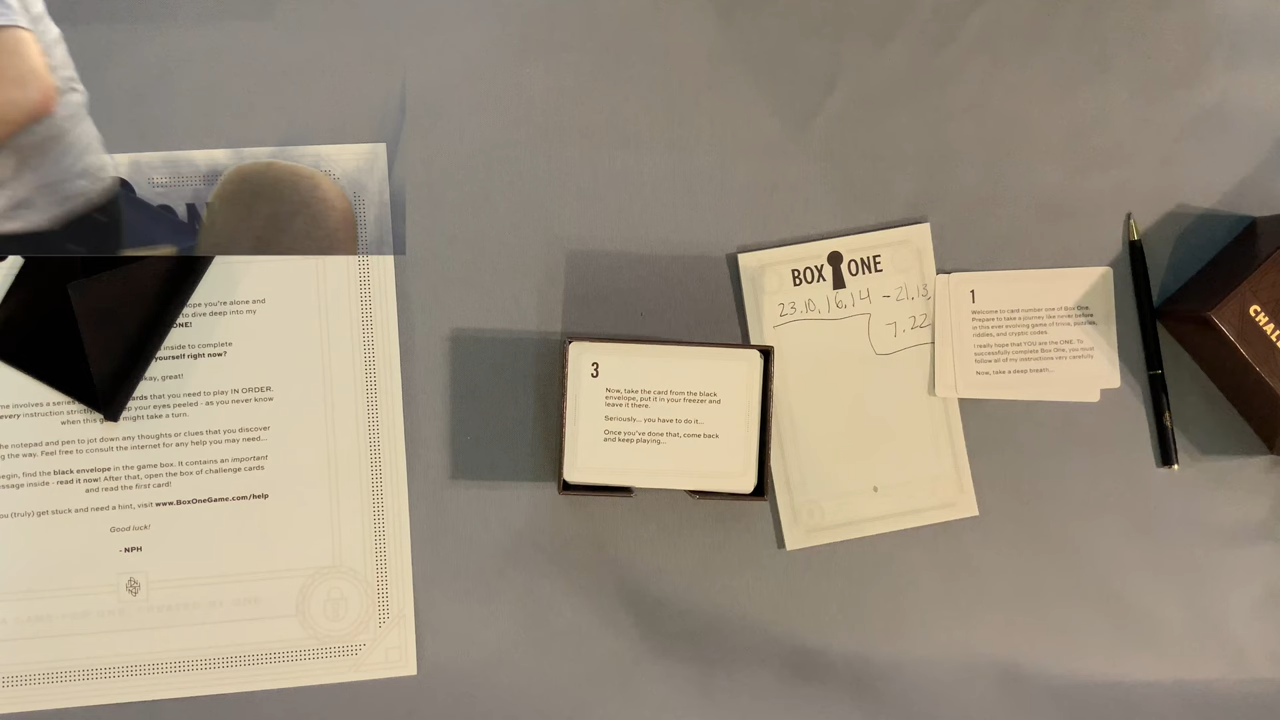 ope you're alone and
to dive deep into my
ONE!
inside to complete
yourself right now?
kay, great!
me involves a series ards that you need to play IN ORDER.
every instruction strictly, ep your eyes peeled - as you never know
when this g me might take a turn.
he notepad and pen to jot down any thoughts or clues that you discover
g the way. Feel free to consult the internet for any help you may need...
egin, find the black envelope in the game box. It contains an important
essage inside - read it now! After that, open the box of challenge cards
and read the first card!
ou (truly) get stuck and need a hint, visit www.BoxOneGame.com/help
Good luck!
- NPH
3
Now, take the card from the black
envelope, put it in your freezer and
leave it there.
Seriously... you have to do it...
Once you've done that, come back
and keep playing...
BOX ONE
23.10.16.14 - 21.13.
7.22
1
Welcome to card number one of Box One.
Prepare to take a journey like never before
in this ever evolving game of trivia, puzzles,
riddles, and cryptic codes.
I really hope that YOU are the ONE. To
successfully complete Box One, you must
follow all of my instructions very carefully
Now, take a deep breath...
CHAL